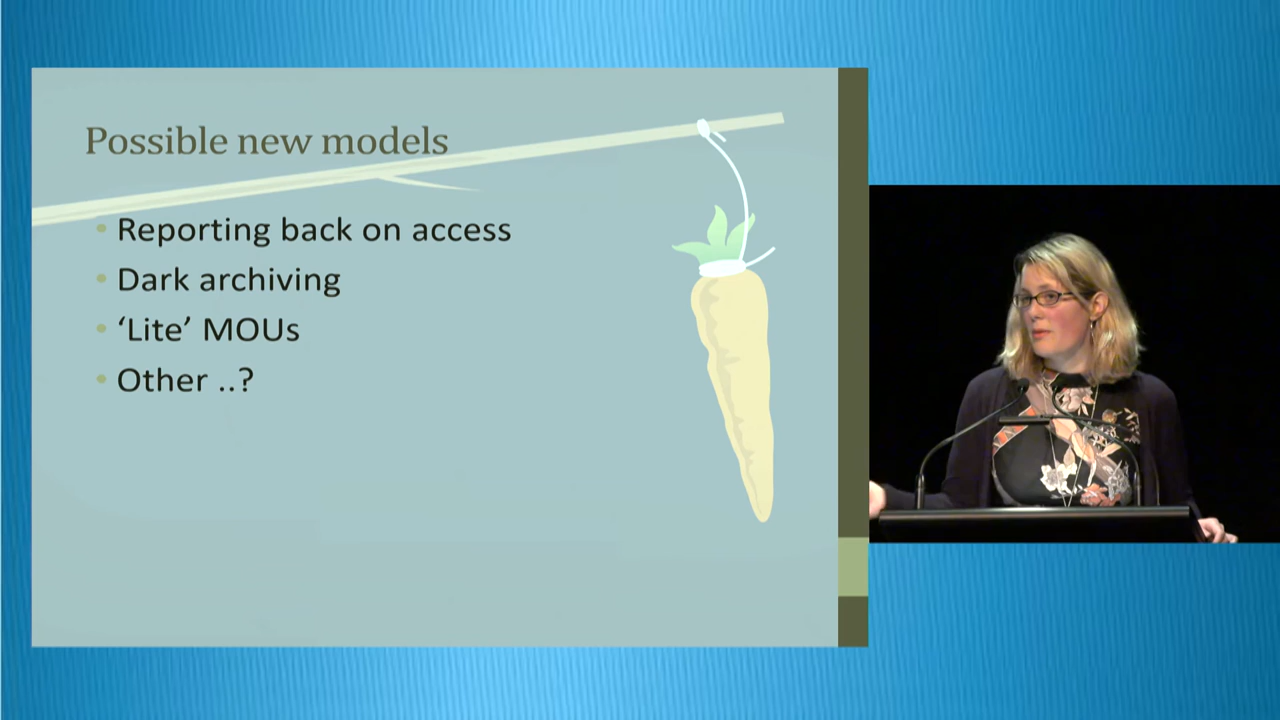 Possible new models
• Reporting back on access
• Dark archiving
• ‘Lite’ MOUs
• Other ..?